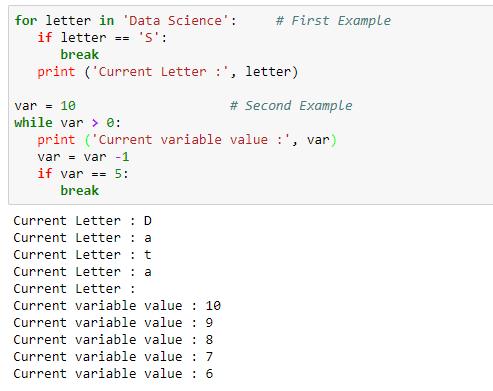 for letter in 'Data Science':     # First Example
   if letter == 'S':
      break
   print ('Current Letter :', letter)

var = 10                    # Second Example
while var > 0:
   print ('Current variable value :', var)
   var = var -1
   if var == 5:
      break
Current Letter : D
Current Letter : a
Current Letter : t
Current Letter : a
Current Letter :
Current variable value : 10
Current variable value : 9
Current variable value : 8
Current variable value : 7
Current variable value : 6